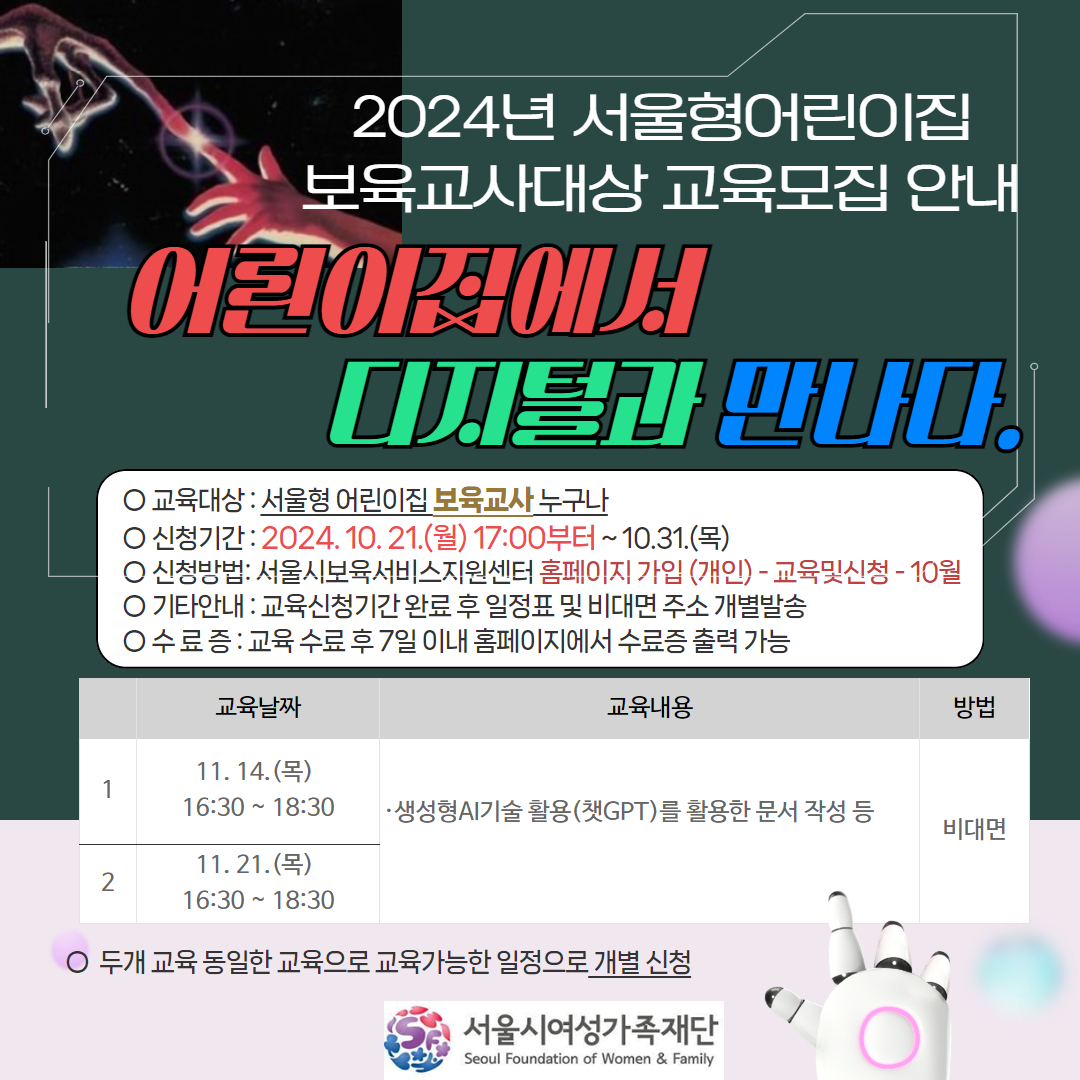 2024년 서울형어린이집
보육교사대상 교육모집 안내
어린이집에서
디지털과 만나다.
○ 교육대상 : 서울형 어린이집 보육교사 누구나
○ 신청기간 : 2024. 10. 21.(월) 17:00부터 ~ 10.31.(목)
○ 신청방법: 서울시보육서비스지원센터 홈페이지 가입 (개인) - 교육및신청 - 10월
○ 기타안내 : 교육신청기간 완료 후 일정표 및 비대면 주소 개별발송
○ 수 료 증 : 교육 수료 후 7일 이내 홈페이지에서 수료증 출력 가능
교육날짜 교육내용 방법
1 11. 14.(목)
16:30 ~ 18:30
·생성형AI기술 활용(챗GPT)를 활용한 문서 작성 등
비대면
2 11. 21.(목)
16:30 ~ 18:30
○ 두개 교육 동일한 교육으로 교육가능한 일정으로 개별 신청
SF
서울시여성가족재단
Seoul Foundation of Women & Family